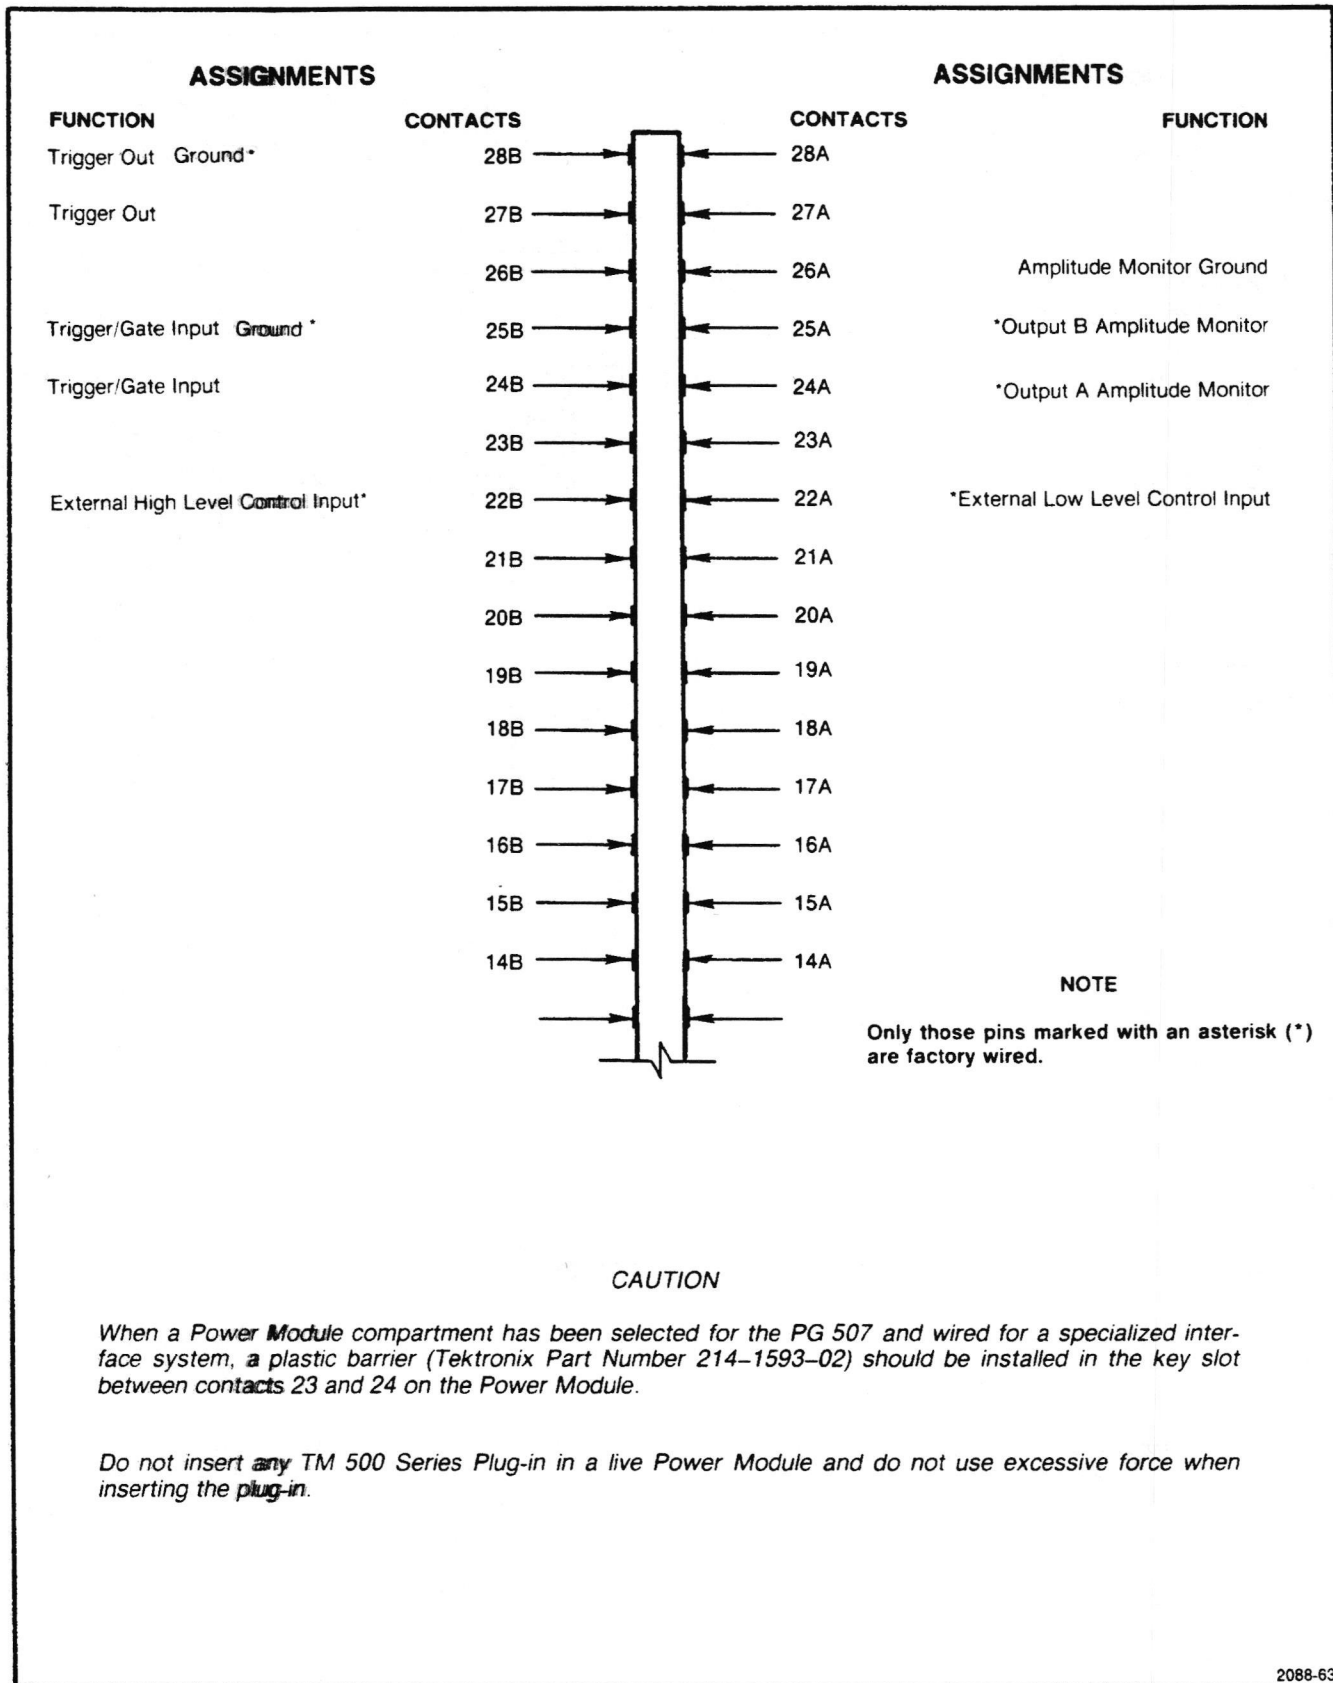 ASSIGNMENTS ASSIGNMENTS
FUNCTION CONTACTS CONTACTS FUNCTION
Trigger Out Ground* 28B 28A
Trigger Out 27B 27A
26B 26A Amplitude Monitor Ground
Trigger/Gate Input Ground * 25B 25A *Output B Amplitude Monitor
Trigger/Gate Input 24B 24A *Output A Amplitude Monitor
23B 23A
External High Level Control Input* 22B 22A *External Low Level Control Input
21B 21A
20B 20A
19B 19A
18B 18A
17B 17A
16B 16A
15B 15A
14B 14A
NOTE
Only those pins marked with an asterisk (*)
are factory wired.
CAUTION
When a Power Module compartment has been selected for the PG 507 and wired for a specialized inter-
face system, a plastic barrier (Tektronix Part Number 214–1593–02) should be installed in the key slot
between contacts 23 and 24 on the Power Module.
Do not insert any TM 500 Series Plug-in in a live Power Module and do not use excessive force when
inserting the plug-in.
2088-63